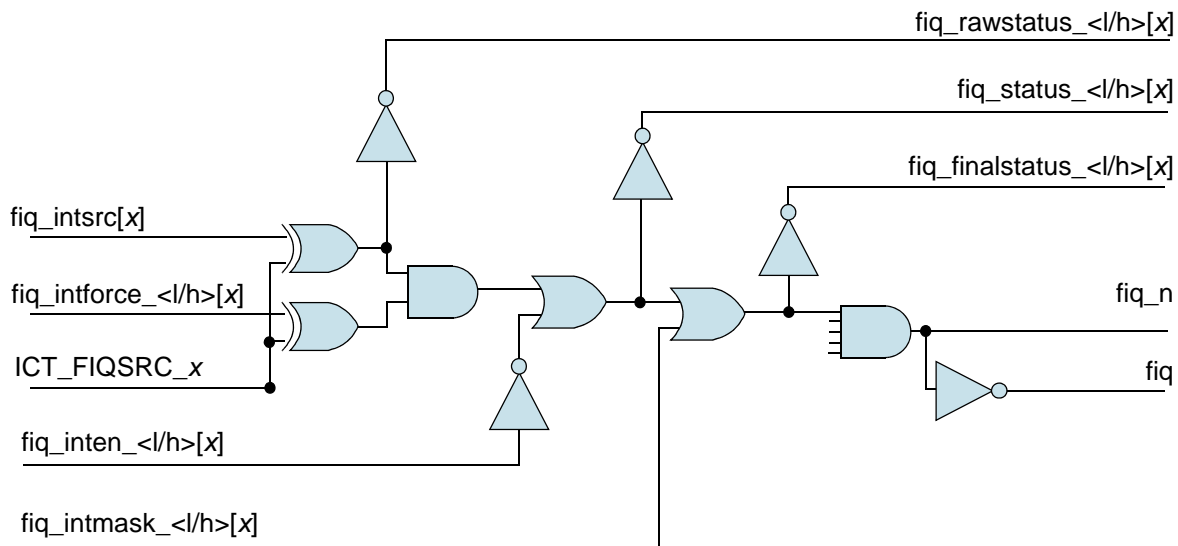 fiq_rawstatus_<l/h>[x]
fiq_status_<l/h>[x]
fiq_finalstatus_<l/h>[x]
fiq_intsrc[x]
fiq_intforce_<l/h>[x]
fiq_n
ICT_FIQSRC_x
fiq
fiq_inten_<l/h>[x]
fiq_intmask_<l/h>[x]